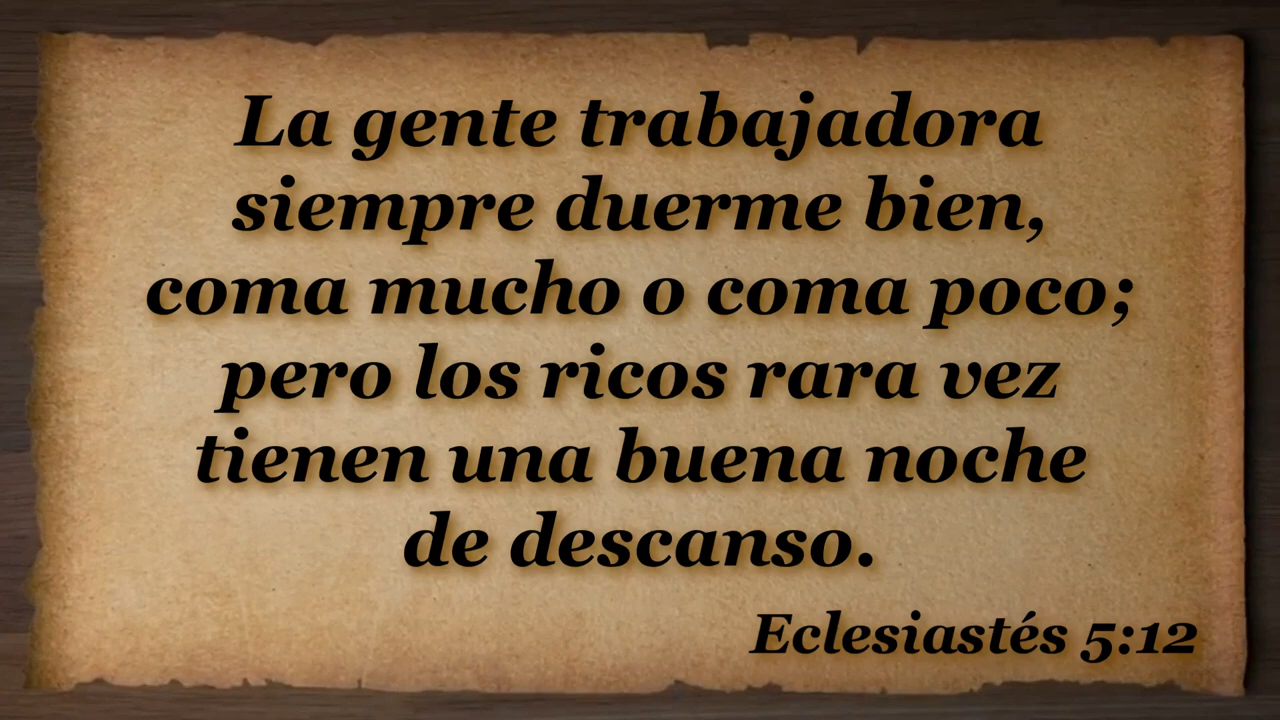 La gente trabajadora
siempre duerme bien,
coma mucho o coma poco;
pero los ricos rara vez
tienen una buena noche
de descanso.
Eclesiastés 5:12